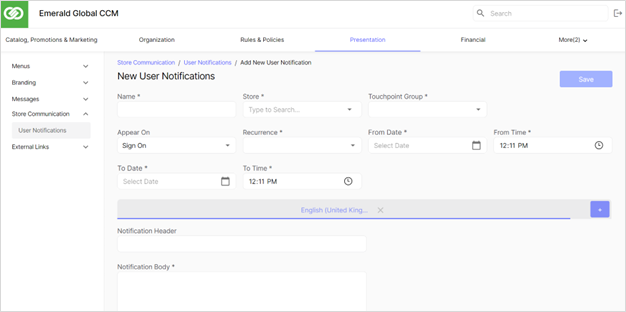 Emerald Global CCM
Search
Catalog, Promotions & Marketing Organization Rules & Policies Presentation Financial More(2)
Menus
Branding
Messages
Store Communication
User Notifications
External Links
Store Communication / User Notifications / Add New User Notification
New User Notifications
Save
Name * Store * Touchpoint Group *
Type to Search...
Appear On Recurrence * From Date * From Time *
Sign On Select Date 12:11 PM
To Date * To Time *
Select Date 12:11 PM
English (United King... +
Notification Header
Notification Body *